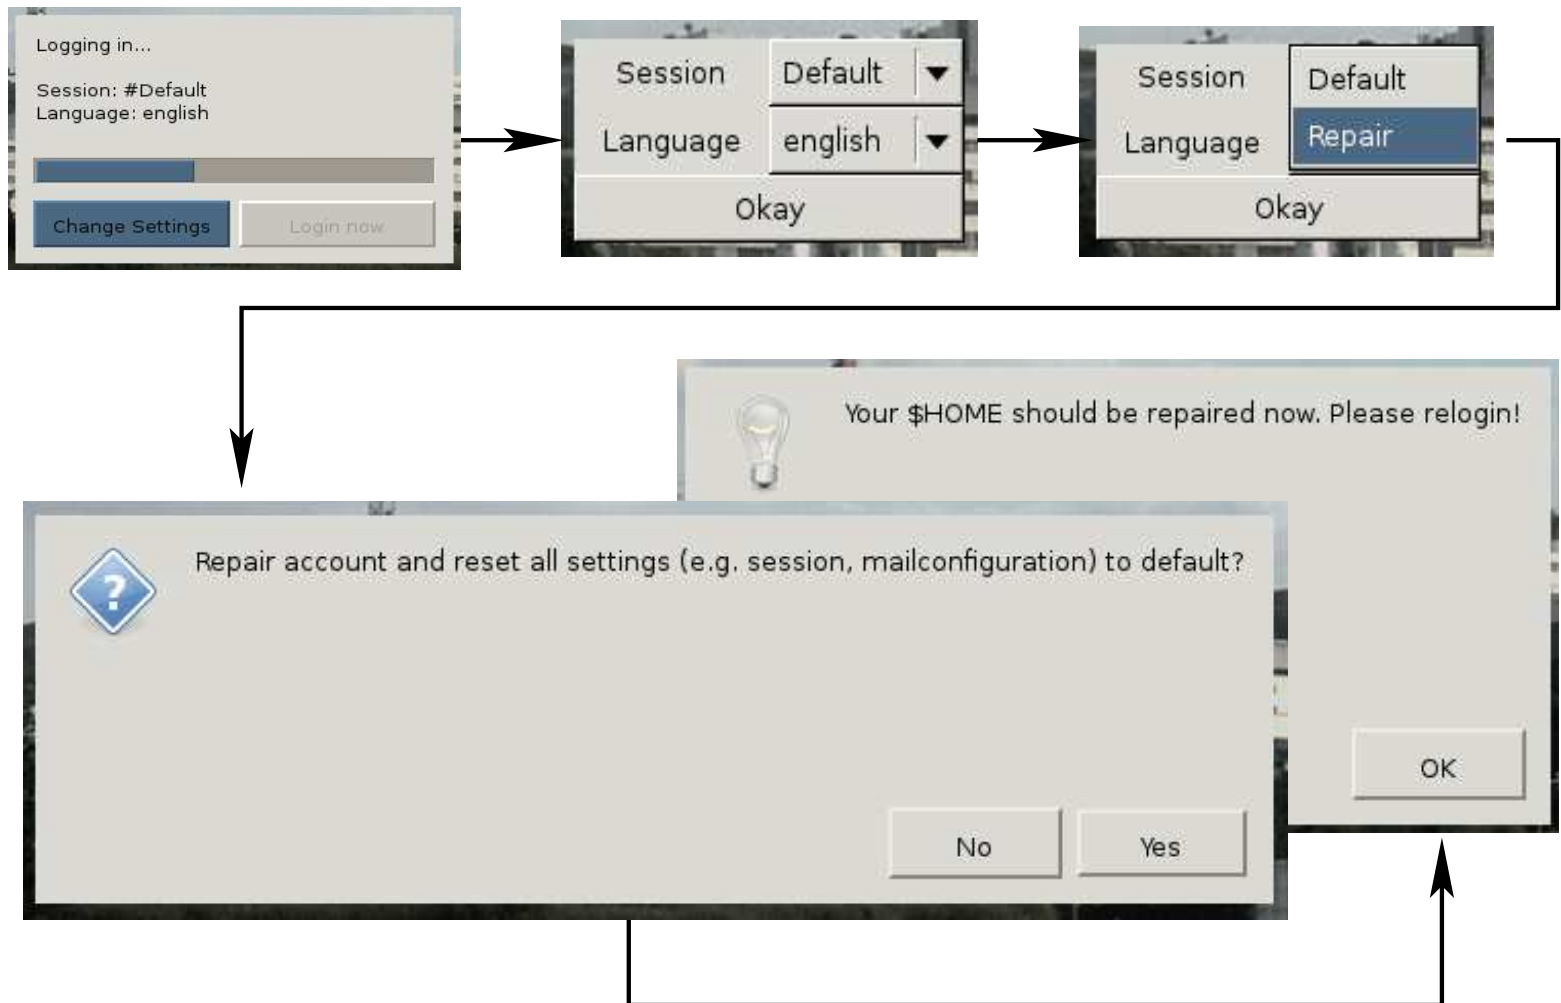 Logging in...
Session: #Default
Language: english
Change Settings
Login now
Session
Default
Language
english
Okay
Session
Default
Repair
Language
Okay
Your $HOME should be repaired now. Please relogin!
OK
Repair account and reset all settings (e.g. session, mailconfiguration) to default?
?
No
Yes